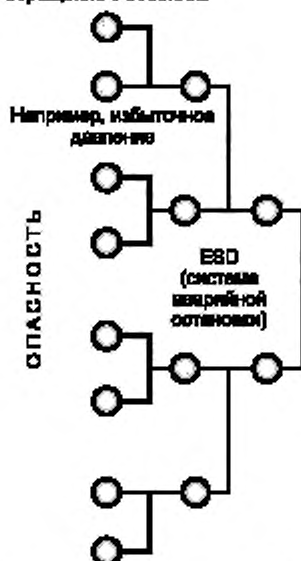 Например, избыточное
давление
ОПАСНОСТЬ
ESD
(система
аварийной
остановки)